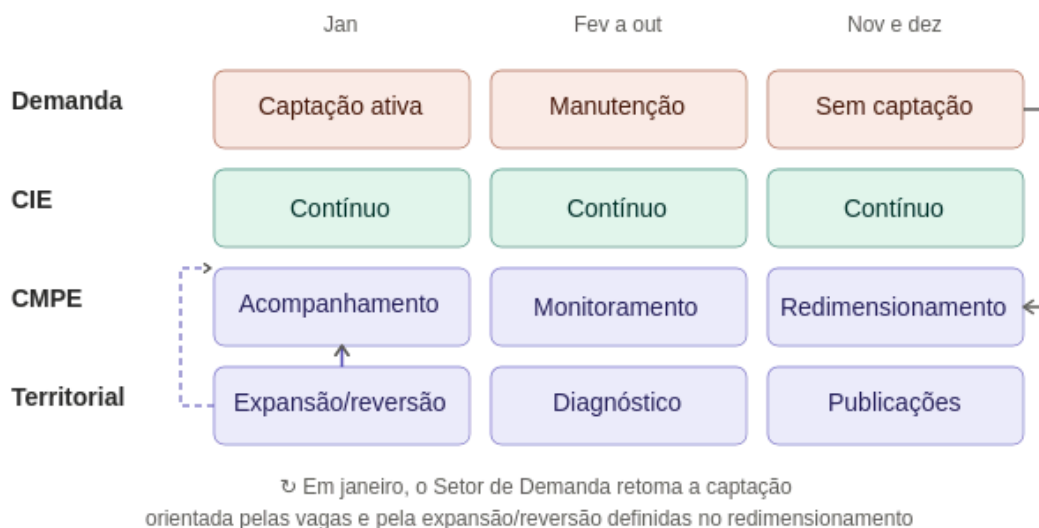 Jan Fev a out Nov e dez
Demanda Captação ativa Manutenção Sem captação
CIE Contínuo Contínuo Contínuo
CMPE Acompanhamento Monitoramento Redimensionamento
Territorial Expansão/reversão Diagnóstico Publicações
↻ Em janeiro, o Setor de Demanda retoma a captação
orientada pelas vagas e pela expansão/reversão definidas no redimensionamento